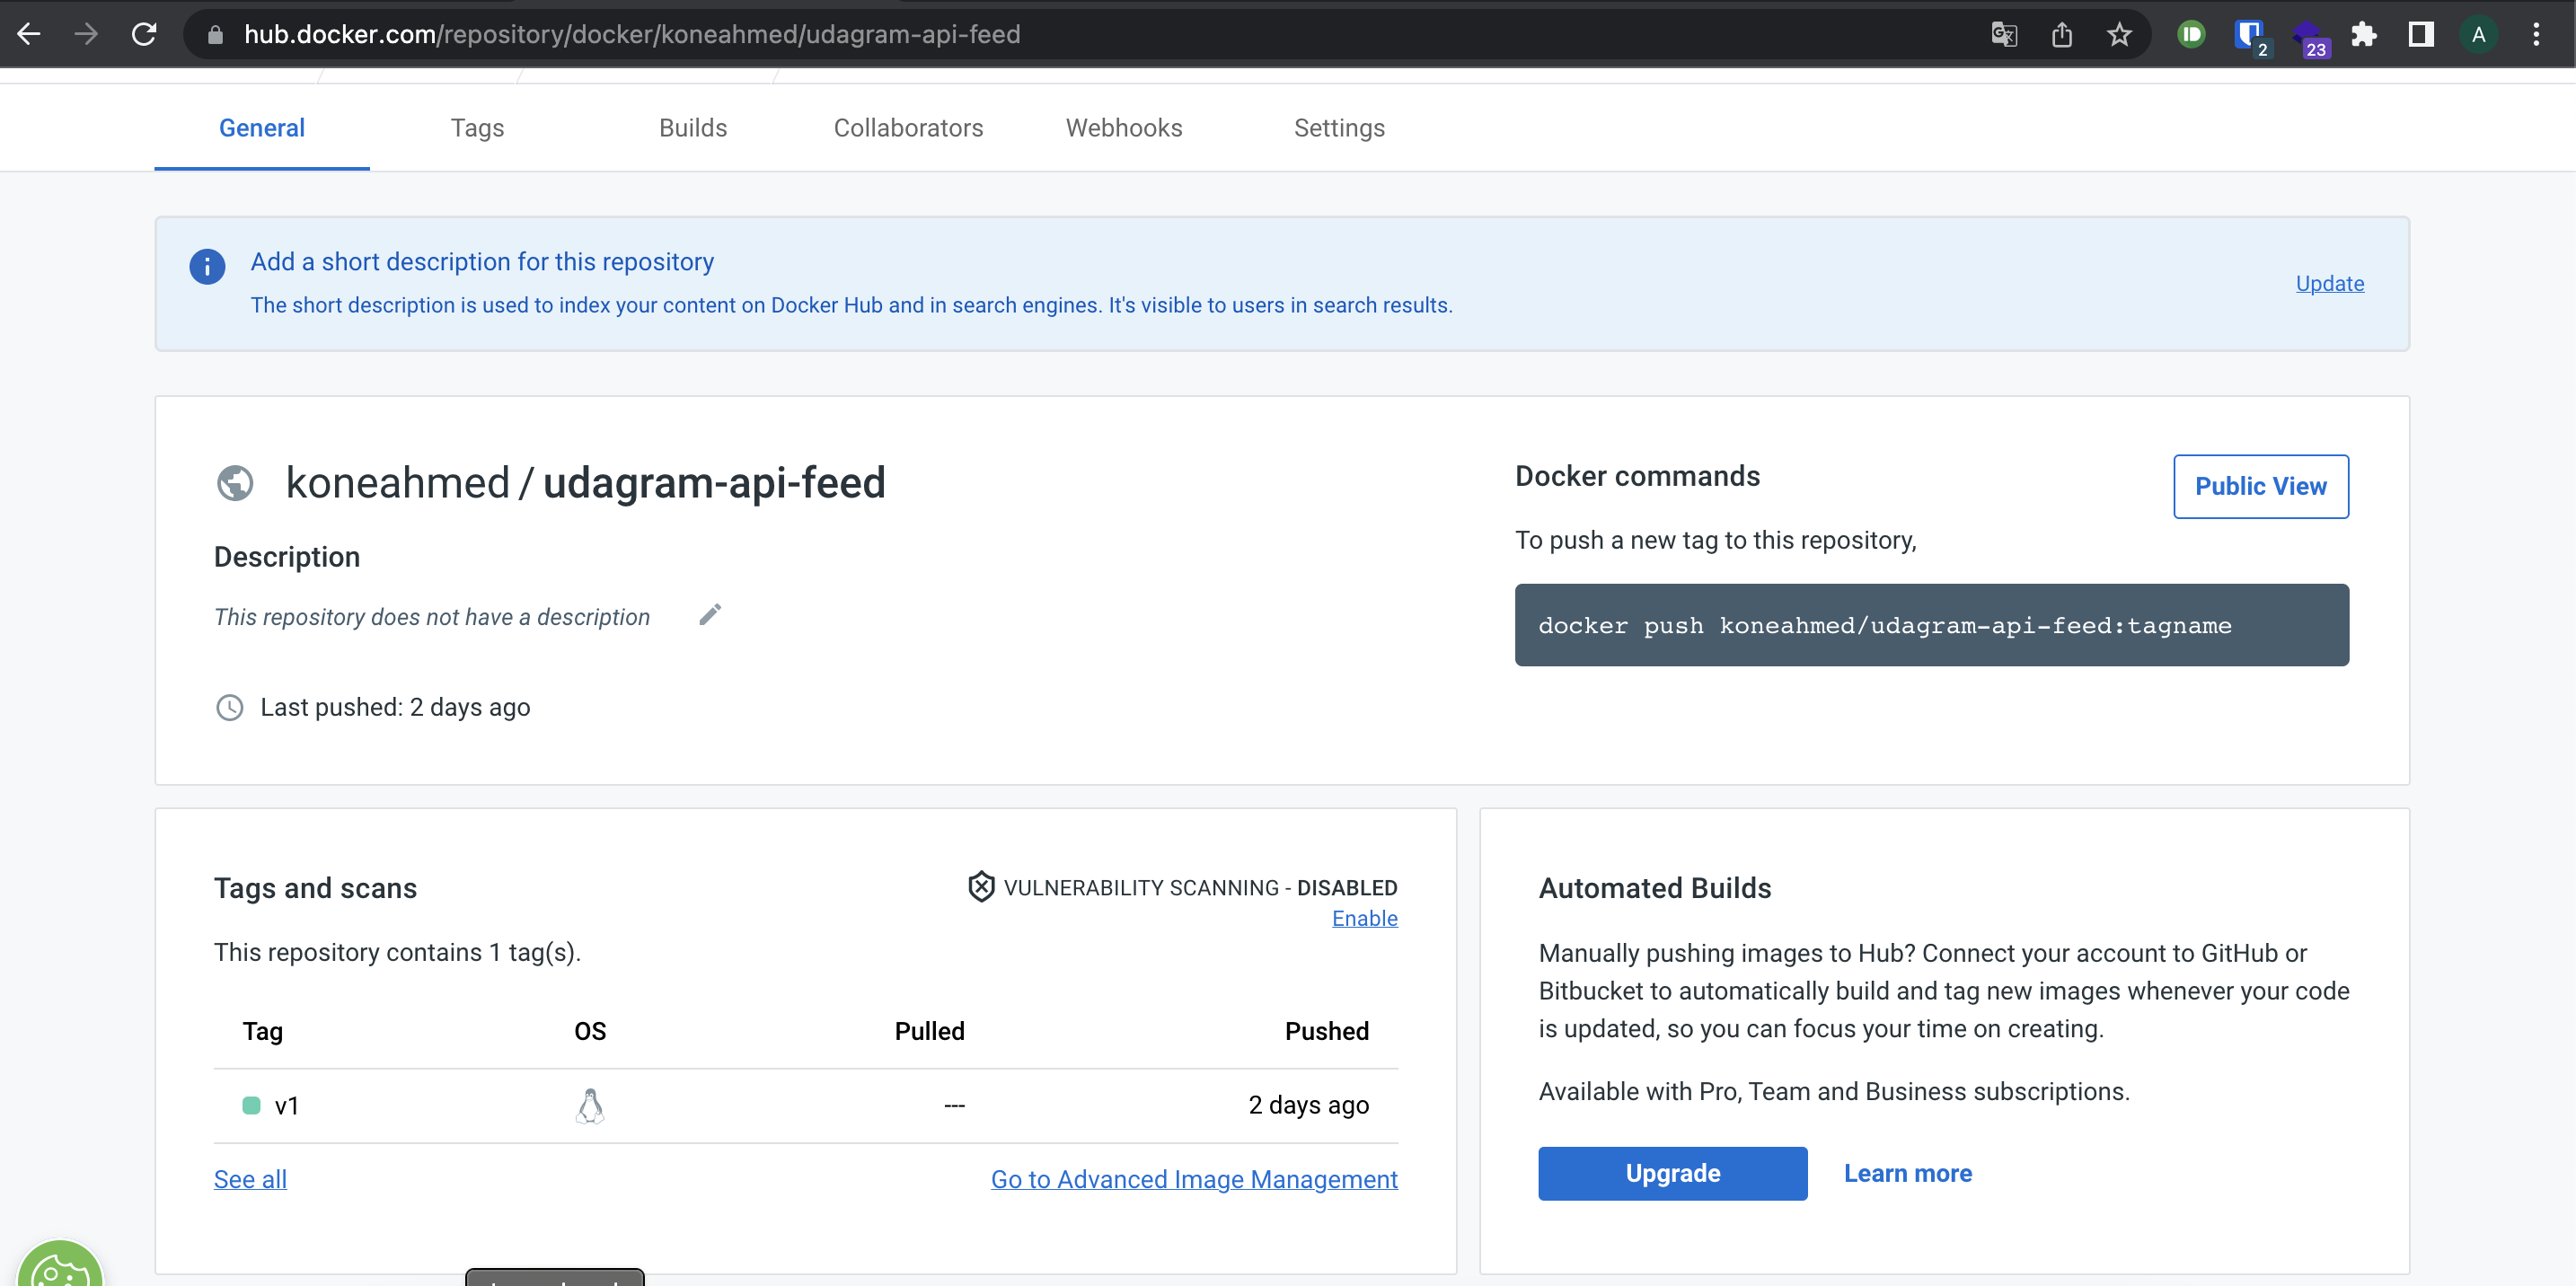 hub.docker.com/repository/docker/koneahmed/udagram-api-feed
2
23
A
General Tags Builds Collaborators Webhooks Settings
Add a short description for this repository
The short description is used to index your content on Docker Hub and in search engines. It's visible to users in search results.
Update
koneahmed / udagram-api-feed
Description
This repository does not have a description
Last pushed: 2 days ago
Docker commands
Public View
To push a new tag to this repository,
docker push koneahmed/udagram-api-feed:tagname
Tags and scans
VULNERABILITY SCANNING - DISABLED
Enable
This repository contains 1 tag(s).
Tag OS Pulled Pushed
v1 --- 2 days ago
See all
Go to Advanced Image Management
Automated Builds
Manually pushing images to Hub? Connect your account to GitHub or
Bitbucket to automatically build and tag new images whenever your code
is updated, so you can focus your time on creating.
Available with Pro, Team and Business subscriptions.
Upgrade
Learn more